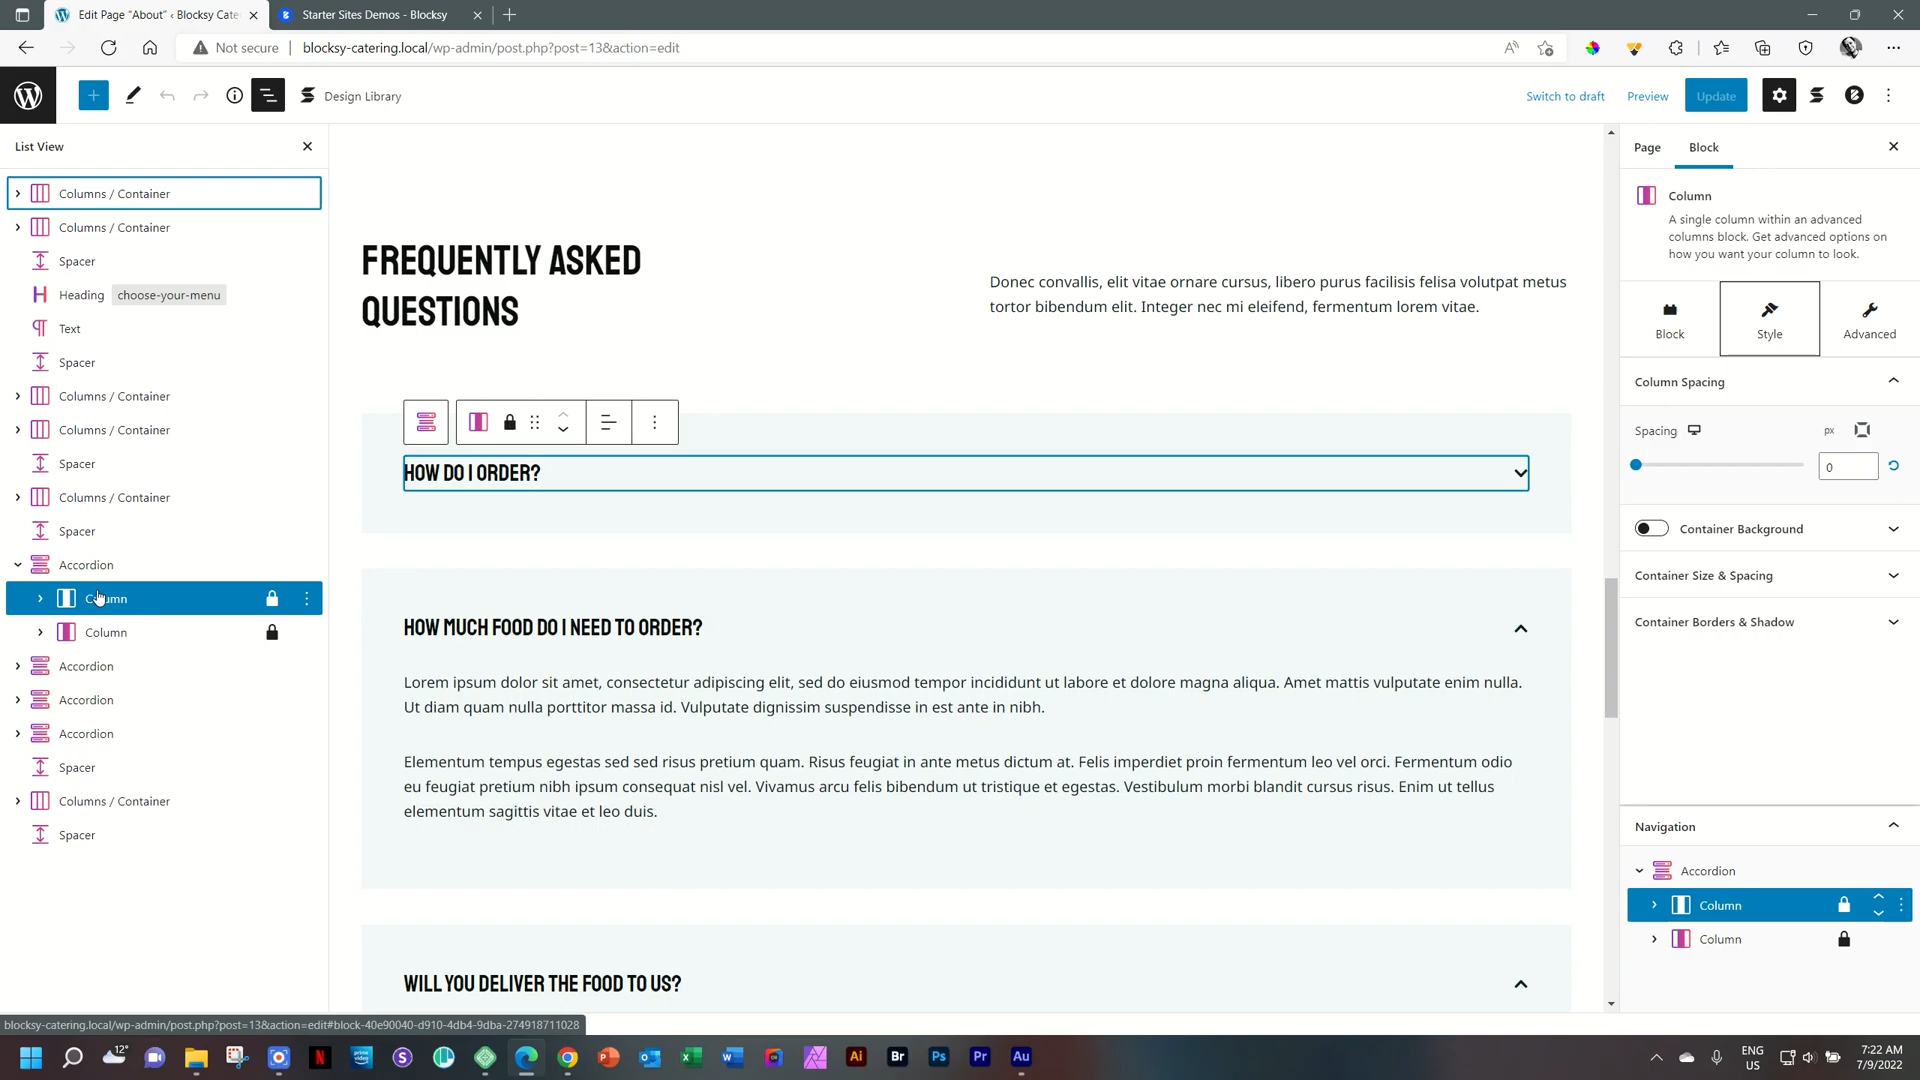 Edit Page “About” ‹ Blocksy Cate
Starter Sites Demos - Blocksy
Not secure
blocksy-catering.local/wp-admin/post.php?post=13&action=edit
Design Library
Switch to draft
Preview
Update
List View
Columns / Container
Columns / Container
Spacer
Heading choose-your-menu
Text
Spacer
Columns / Container
Columns / Container
Spacer
Columns / Container
Spacer
Accordion
Column
Column
Accordion
Accordion
Accordion
Spacer
Columns / Container
Spacer
FREQUENTLY ASKED
QUESTIONS
Donec convallis, elit vitae ornare cursus, libero purus facilisis felisa volutpat metus
tortor bibendum elit. Integer nec mi eleifend, fermentum lorem vitae.
HOW DO I ORDER?
HOW MUCH FOOD DO I NEED TO ORDER?
Lorem ipsum dolor sit amet, consectetur adipiscing elit, sed do eiusmod tempor incididunt ut labore et dolore magna aliqua. Amet mattis vulputate enim nulla.
Ut diam quam nulla porttitor massa id. Vulputate dignissim suspendisse in est ante in nibh.
Elementum tempus egestas sed sed risus pretium quam. Risus feugiat in ante metus dictum at. Felis imperdiet proin fermentum leo vel orci. Fermentum odio
eu feugiat pretium nibh ipsum consequat nisl vel. Vivamus arcu felis bibendum ut tristique et egestas. Vestibulum morbi blandit cursus risus. Enim ut tellus
elementum sagittis vitae et leo duis.
WILL YOU DELIVER THE FOOD TO US?
Page
Block
Column
A single column within an advanced
columns block. Get advanced options on
how you want your column to look.
Block
Style
Advanced
Column Spacing
Spacing
px
0
Container Background
Container Size & Spacing
Container Borders & Shadow
Navigation
Accordion
Column
Column
blocksy-catering.local/wp-admin/post.php?post=13&action=edit#block-40e90040-d910-4db4-9dba-274918711028
12°
prime video
S
N
Ai
Br
Ps
Pr
Au
ENG
US
7:22 AM
7/9/2022